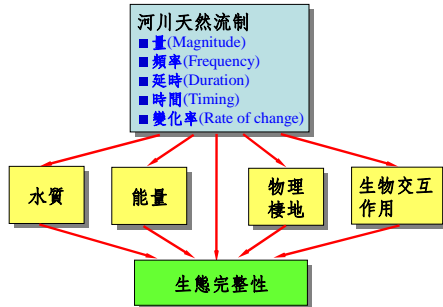 河川天然流制
■量(Magnitude)
■頻率(Frequency)
■延時(Duration)
■時間(Timing)
■變化率(Rate of change)
水質
能量
物理
棲地
生物交互
作用
生態完整性